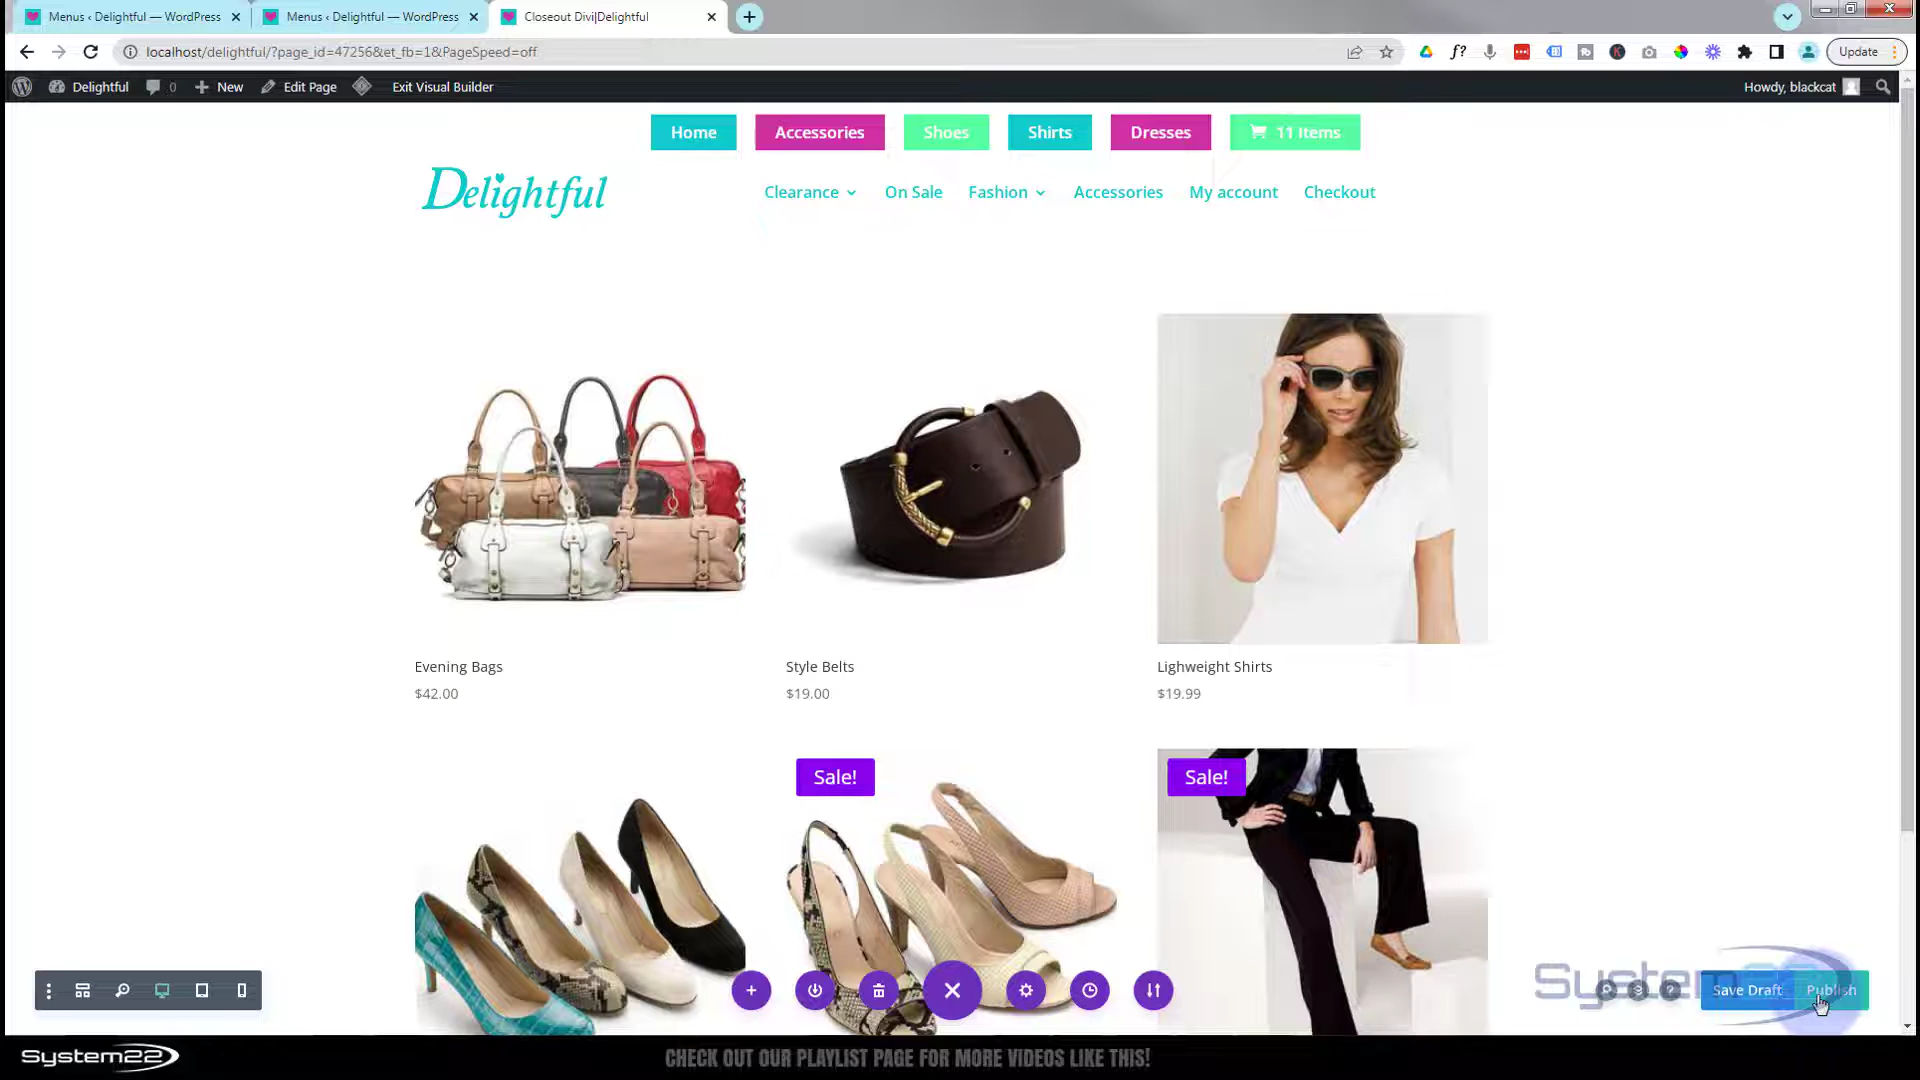 Menus ‹ Delightful — WordPress
Menus ‹ Delightful — WordPress
Closeout Divi|Delightful
localhost/delightful/?page_id=47256&et_fb=1&PageSpeed=off
Update
Delightful
0
New
Edit Page
Exit Visual Builder
Howdy, blackcat
Home
Accessories
Shoes
Shirts
Dresses
11 Items
Delightful
Clearance
On Sale
Fashion
Accessories
My account
Checkout
Evening Bags
$42.00
Style Belts
$19.00
Lighweight Shirts
$19.99
Sale!
Sale!
Save Draft
Publish
System22
CHECK OUT OUR PLAYLIST PAGE FOR MORE VIDEOS LIKE THIS!